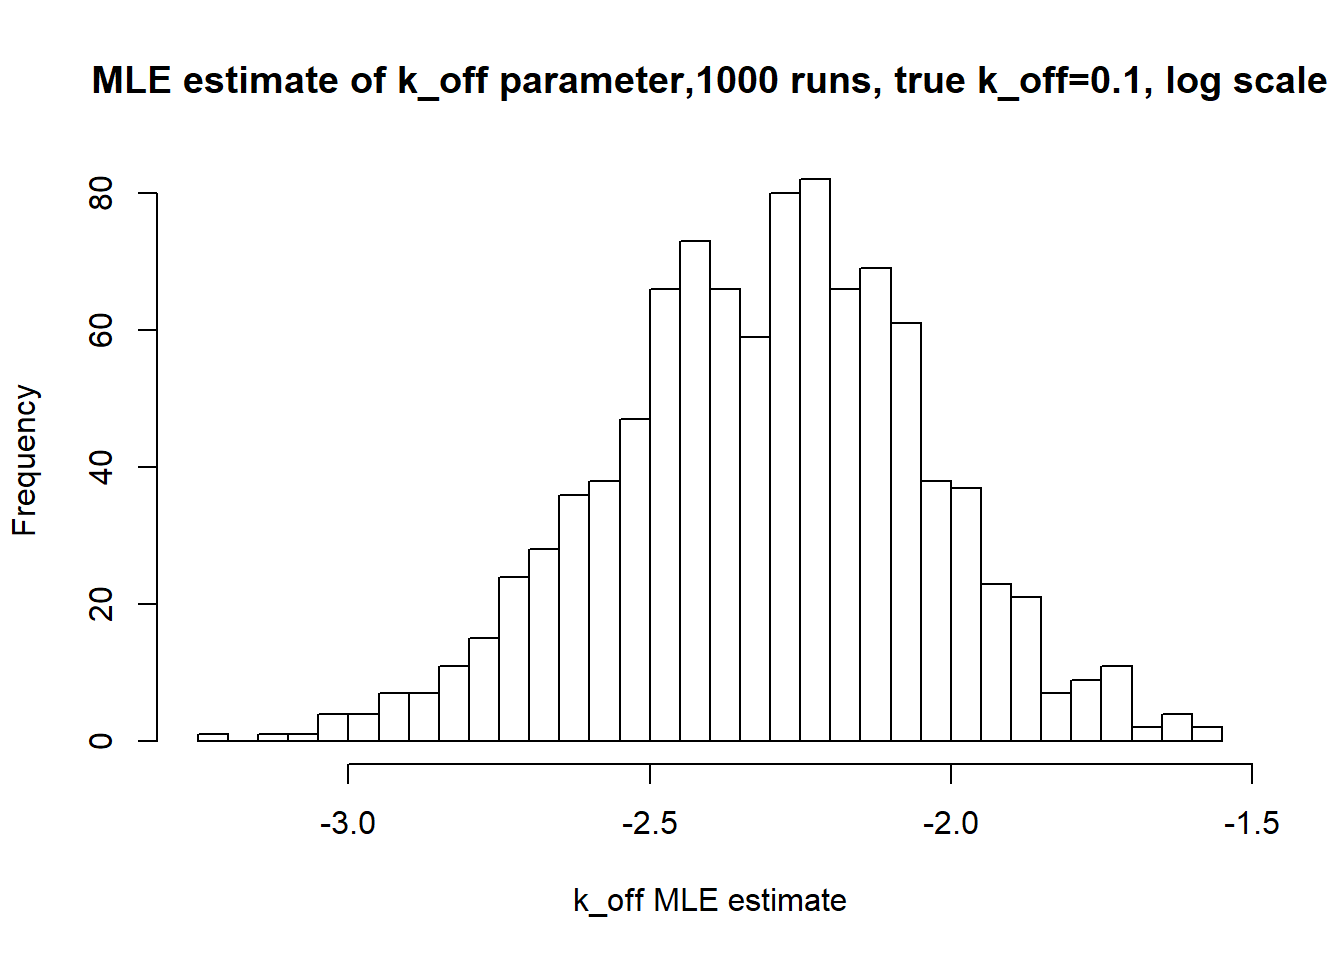 MLE estimate of k_off parameter,1000 runs, true k_off=0.1, log scale
80
60
40
20
0
Frequency
-3.0 -2.5 -2.0 -1.5
k_off MLE estimate